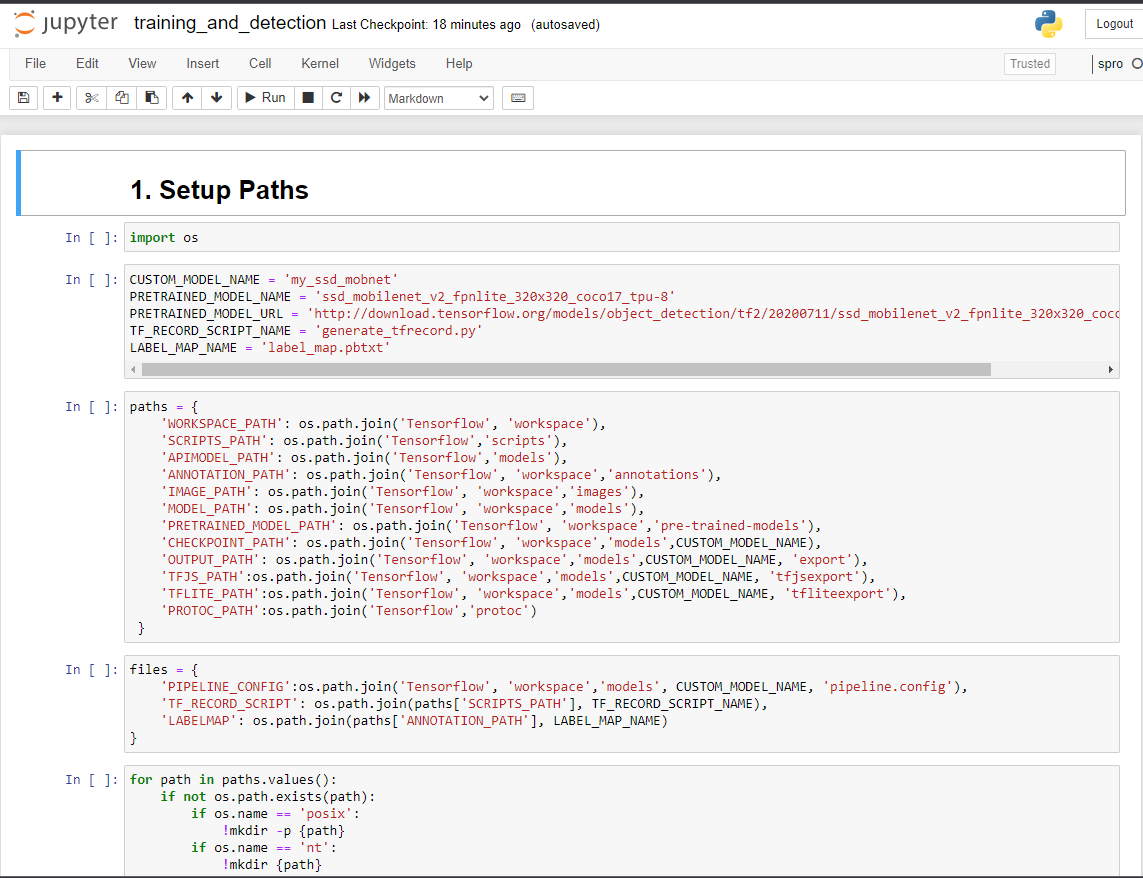 jupyter training_and_detection Last Checkpoint: 18 minutes ago (autosaved)
Logout
File Edit View Insert Cell Kernel Widgets Help
Trusted
spro
Run
Markdown
1. Setup Paths
In [ ]: import os
In [ ]: CUSTOM_MODEL_NAME = 'my_ssd_mobnet'
PRETRAINED_MODEL_NAME = 'ssd_mobilenet_v2_fpnlite_320x320_coco17_tpu-8'
PRETRAINED_MODEL_URL = 'http://download.tensorflow.org/models/object_detection/tf2/20200711/ssd_mobilenet_v2_fpnlite_320x320_coco
TF_RECORD_SCRIPT_NAME = 'generate_tfrecord.py'
LABEL_MAP_NAME = 'label_map.pbtxt'
In [ ]: paths = {
'WORKSPACE_PATH': os.path.join('Tensorflow', 'workspace'),
'SCRIPTS_PATH': os.path.join('Tensorflow','scripts'),
'APIMODEL_PATH': os.path.join('Tensorflow','models'),
'ANNOTATION_PATH': os.path.join('Tensorflow', 'workspace','annotations'),
'IMAGE_PATH': os.path.join('Tensorflow', 'workspace','images'),
'MODEL_PATH': os.path.join('Tensorflow', 'workspace','models'),
'PRETRAINED_MODEL_PATH': os.path.join('Tensorflow', 'workspace','pre-trained-models'),
'CHECKPOINT_PATH': os.path.join('Tensorflow', 'workspace','models',CUSTOM_MODEL_NAME),
'OUTPUT_PATH': os.path.join('Tensorflow', 'workspace','models',CUSTOM_MODEL_NAME, 'export'),
'TFJS_PATH':os.path.join('Tensorflow', 'workspace','models',CUSTOM_MODEL_NAME, 'tfjsexport'),
'TFLITE_PATH':os.path.join('Tensorflow', 'workspace','models',CUSTOM_MODEL_NAME, 'tfliteexport'),
'PROTOC_PATH':os.path.join('Tensorflow','protoc')
}
In [ ]: files = {
'PIPELINE_CONFIG':os.path.join('Tensorflow', 'workspace','models', CUSTOM_MODEL_NAME, 'pipeline.config'),
'TF_RECORD_SCRIPT': os.path.join(paths['SCRIPTS_PATH'], TF_RECORD_SCRIPT_NAME),
'LABELMAP': os.path.join(paths['ANNOTATION_PATH'], LABEL_MAP_NAME)
}
In [ ]: for path in paths.values():
if not os.path.exists(path):
if os.name == 'posix':
!mkdir -p {path}
if os.name == 'nt':
!mkdir {path}